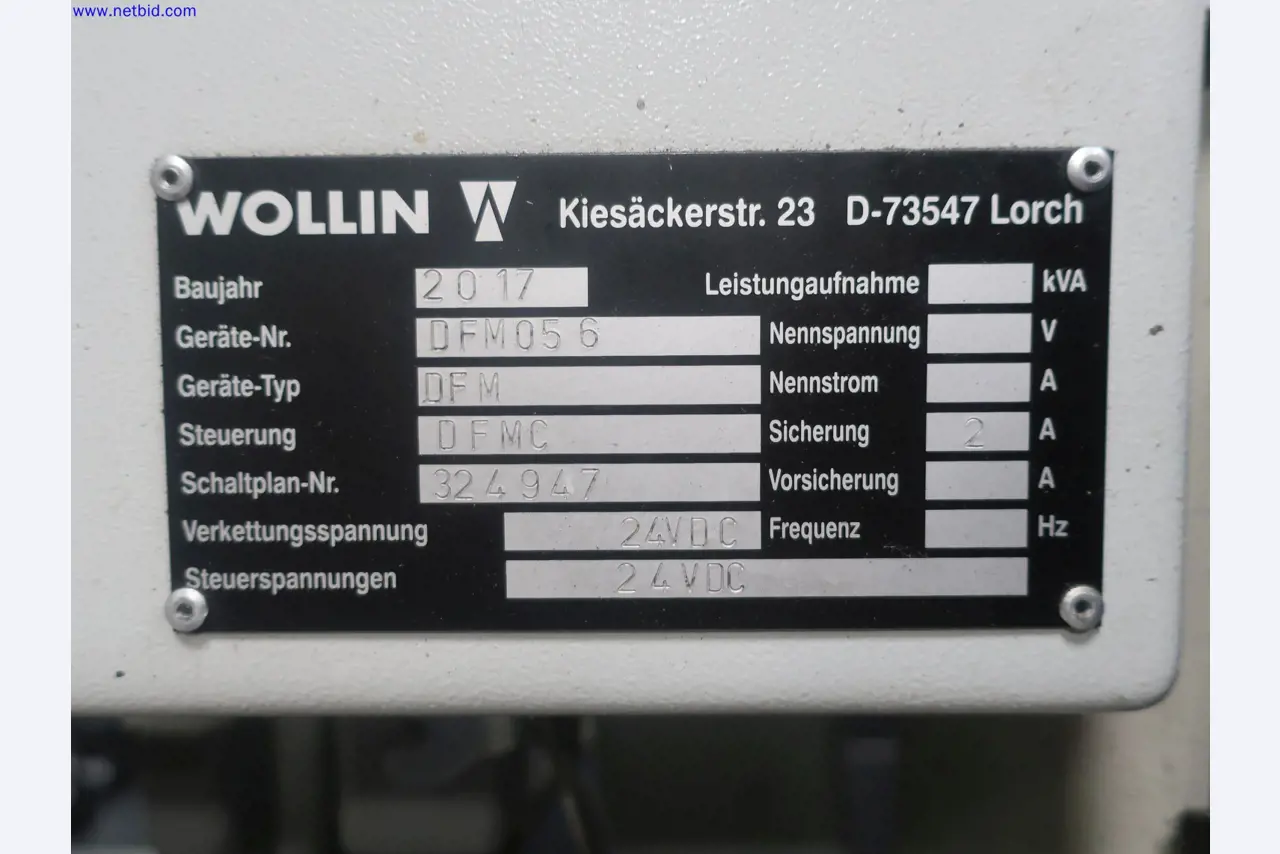 www.netbid.com
WOLLIN Kiesäckerstr. 23 D-73547 Lorch
Baujahr 2017 Leistungaufnahme kVA
Geräte-Nr. DFM056 Nennspannung V
Geräte-Typ DFM Nennstrom A
Steuerung DFMC Sicherung 2 A
Schaltplan-Nr. 324947 Vorsicherung A
Verkettungsspannung 24VDC Frequenz Hz
Steuerspannungen 24VDC